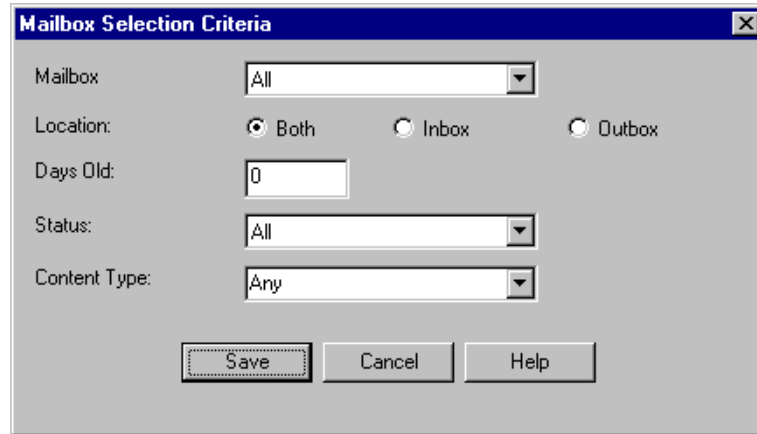 Mailbox Selection Criteria
Mailbox All
Location: Both Inbox Outbox
Days Old: 0
Status: All
Content Type: Any
Save Cancel Help